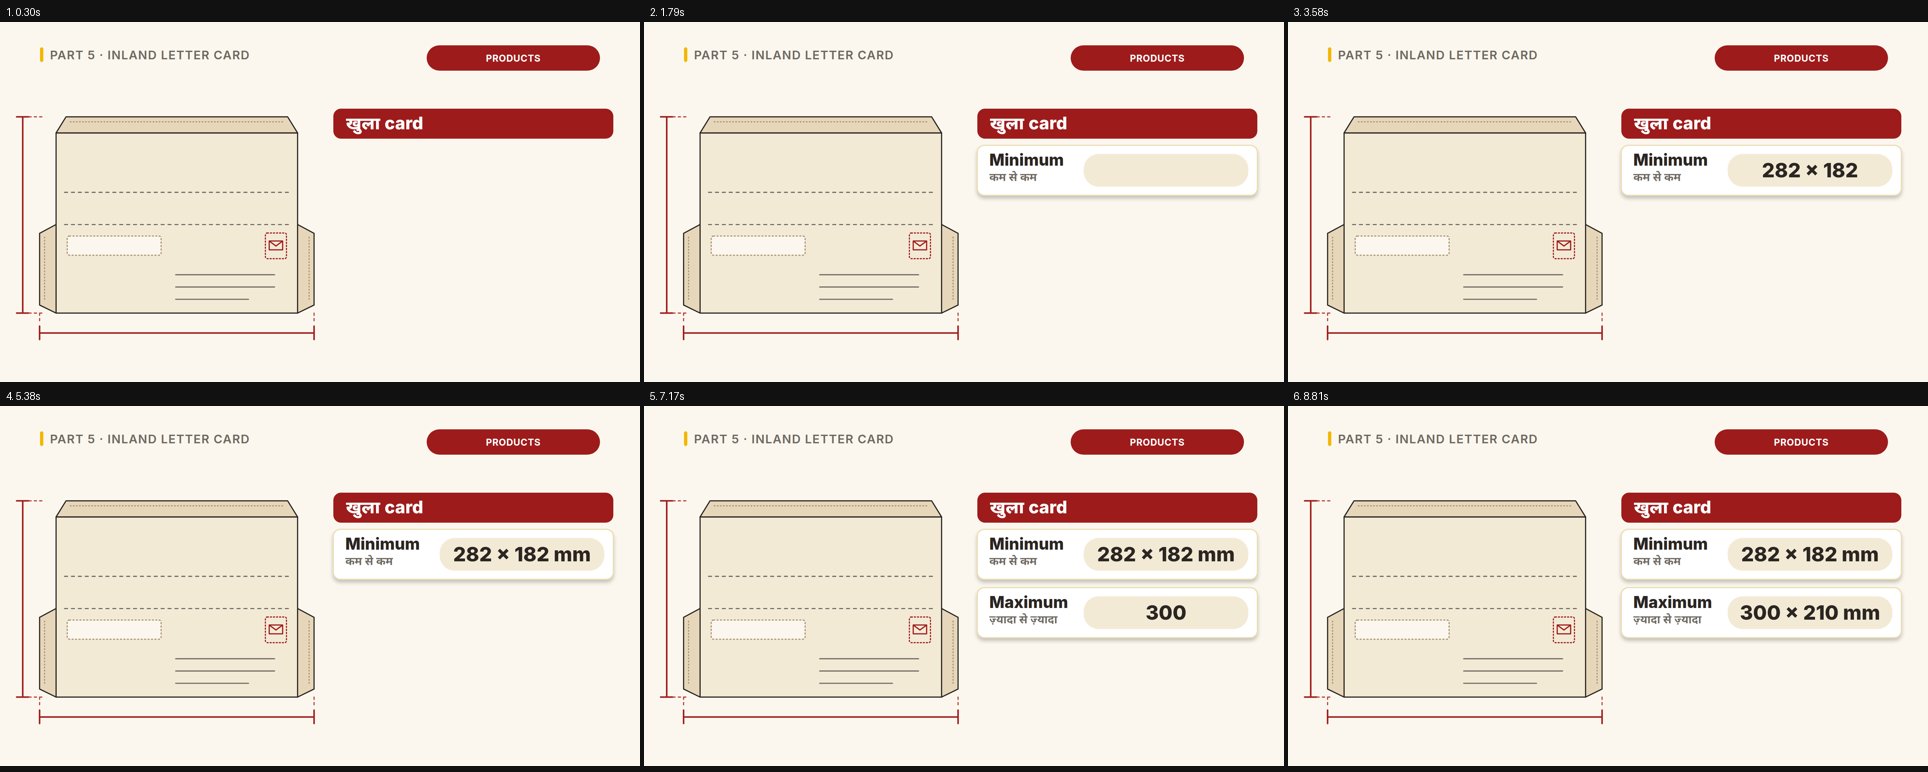 1. 0.30s
PART 5 · INLAND LETTER CARD
PRODUCTS
खुला card
2. 1.79s
PART 5 · INLAND LETTER CARD
PRODUCTS
खुला card
Minimum
कम से कम
3. 3.58s
PART 5 · INLAND LETTER CARD
PRODUCTS
खुला card
Minimum
कम से कम
282 × 182
4. 5.38s
PART 5 · INLAND LETTER CARD
PRODUCTS
खुला card
Minimum
कम से कम
282 × 182 mm
5. 7.17s
PART 5 · INLAND LETTER CARD
PRODUCTS
खुला card
Minimum
कम से कम
282 × 182 mm
Maximum
ज़्यादा से ज़्यादा
300
6. 8.81s
PART 5 · INLAND LETTER CARD
PRODUCTS
खुला card
Minimum
कम से कम
282 × 182 mm
Maximum
ज़्यादा से ज़्यादा
300 × 210 mm